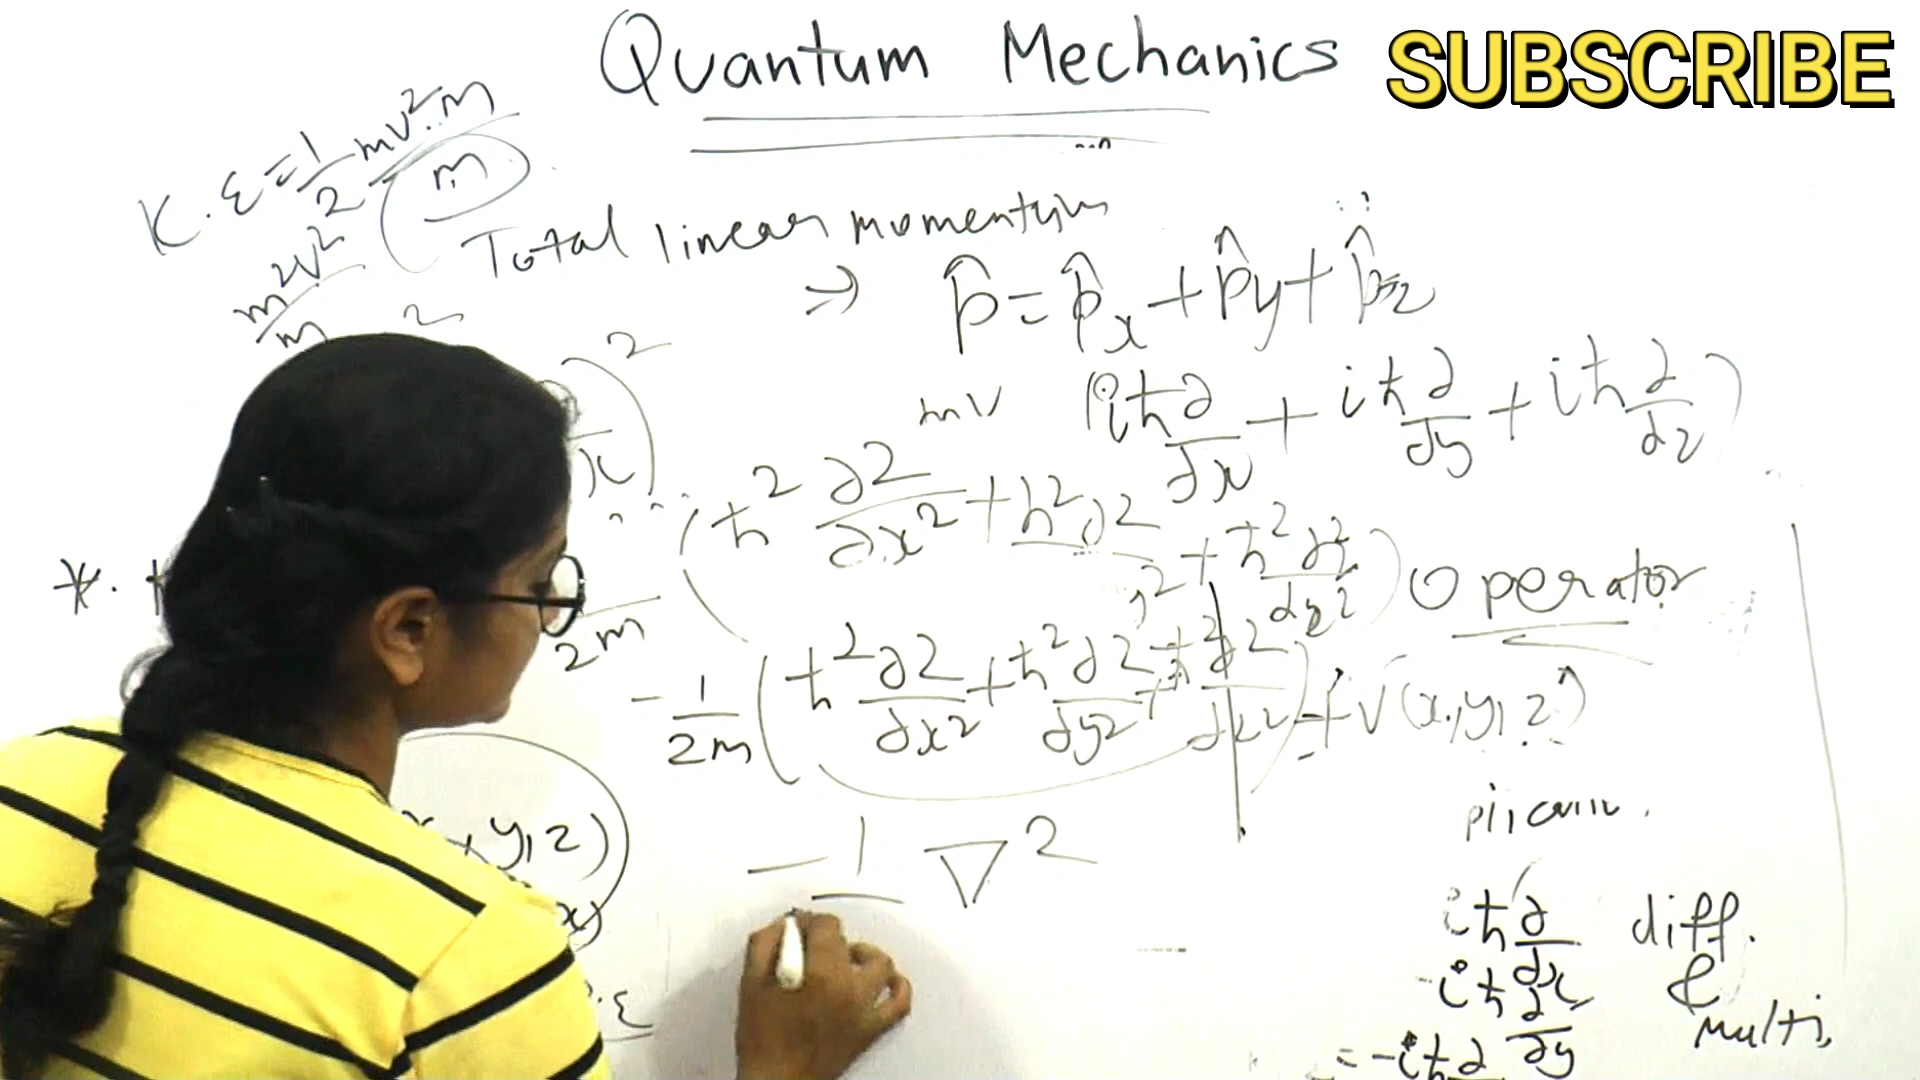 Quantum Mechanics
SUBSCRIBE
K.ε = 1/2 mv².m / m
m²v² / m
Total linear momentum
⇒ p̂ = p̂x + p̂y + p̂z
mv (iħ ∂/∂x + iħ ∂/∂y + iħ ∂/∂z)
(ħ² ∂2/∂x² + ħ² ∂2/ 2 + ħ² ∂2/∂z²) Operator
2m
- 1/2m (ħ² ∂2/∂x² + ħ² ∂2/∂y² + ħ² ∂2/∂z²) + V(x,y,z)
y,z)
- 1 ∇2
x)
iħ ∂/∂x diff.
-iħ ∂/∂y & multi,
= -iħ ∂
.ε